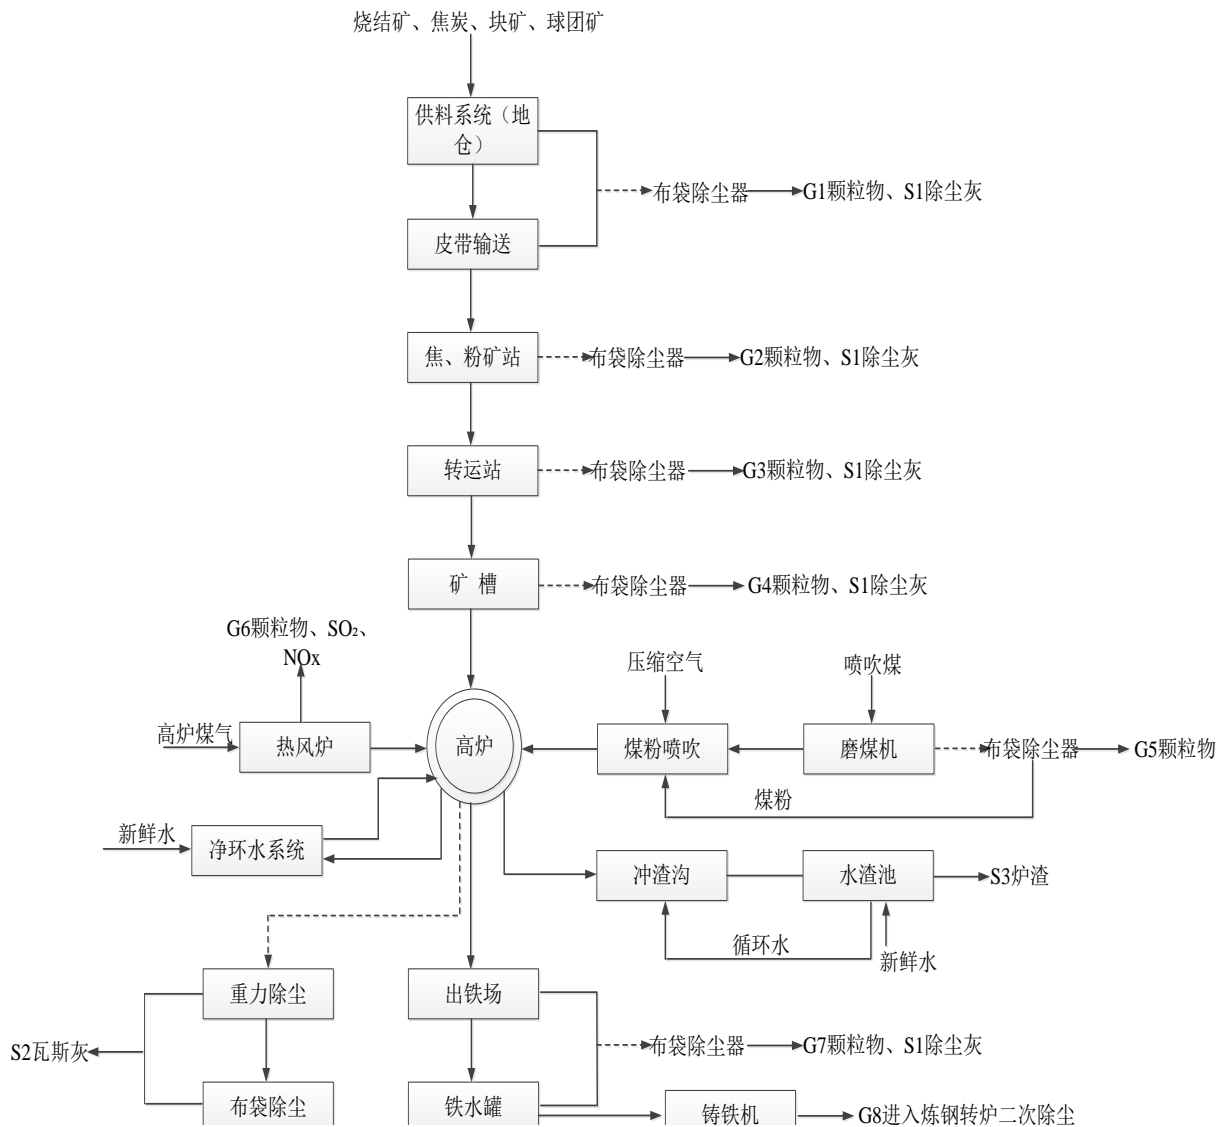 烧结矿、焦炭、块矿、球团矿
供料系统（地
仓）
布袋除尘器
G1颗粒物、S1除尘灰
皮带输送
焦、粉矿站
布袋除尘器
G2颗粒物、S1除尘灰
转运站
布袋除尘器
G3颗粒物、S1除尘灰
矿 槽
布袋除尘器
G4颗粒物、S1除尘灰
G6颗粒物、SO₂、
NOx
压缩空气
喷吹煤
高炉煤气
热风炉
高炉
煤粉喷吹
磨煤机
布袋除尘器
G5颗粒物
煤粉
新鲜水
净环水系统
冲渣沟
水渣池
S3炉渣
循环水
新鲜水
重力除尘
出铁场
S2瓦斯灰
布袋除尘器
G7颗粒物、S1除尘灰
布袋除尘
铁水罐
铸铁机
G8进入炼钢转炉二次除尘